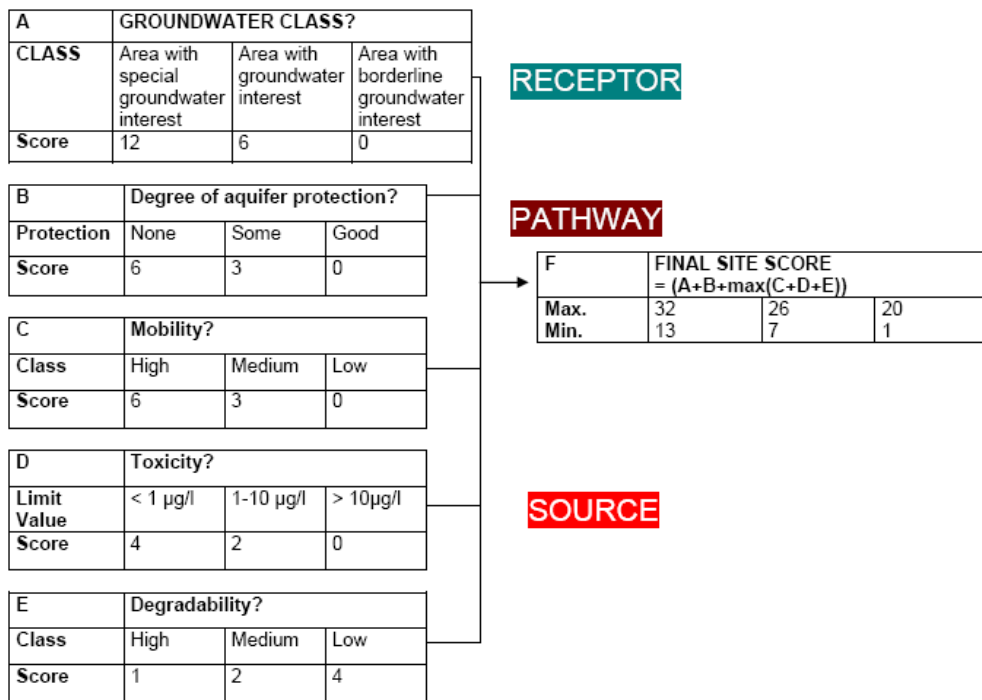 A GROUNDWATER CLASS?
CLASS Area with special groundwater interest Area with groundwater interest Area with borderline groundwater interest
Score 12 6 0
RECEPTOR
B Degree of aquifer protection?
Protection None Some Good
Score 6 3 0
PATHWAY
F FINAL SITE SCORE
= (A+B+max(C+D+E))
Max. 32 26 20
Min. 13 7 1
C Mobility?
Class High Medium Low
Score 6 3 0
D Toxicity?
Limit Value < 1 µg/l 1-10 µg/l > 10µg/l
Score 4 2 0
SOURCE
E Degradability?
Class High Medium Low
Score 1 2 4